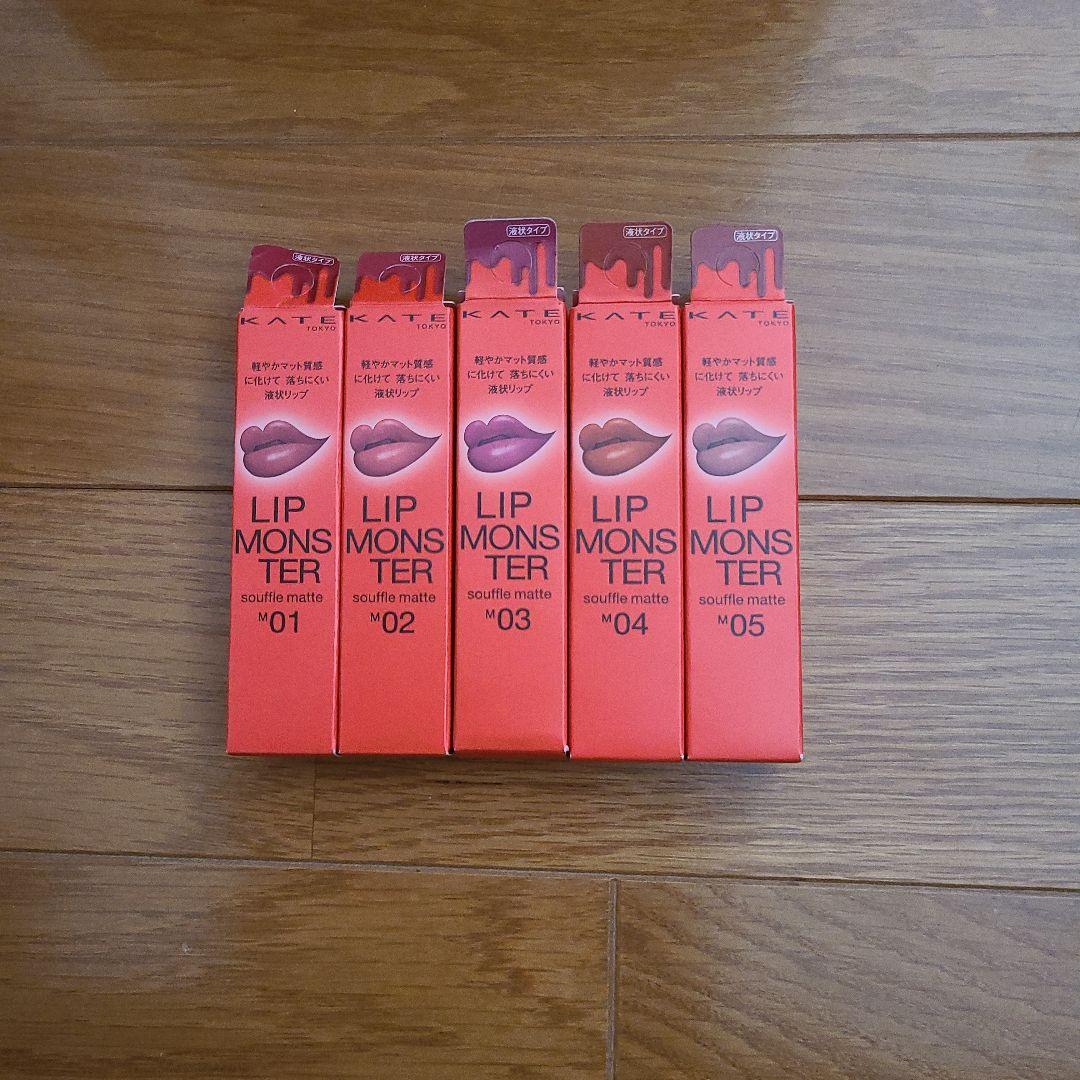 液状タイプ
KATE
TOKYO
軽やかマット質感
に化けて 落ちにくい
液状リップ
LIP
MONS
TER
souffle matte
M01
液状タイプ
KATE
TOKYO
軽やかマット質感
に化けて 落ちにくい
液状リップ
LIP
MONS
TER
souffle matte
M02
液状タイプ
KATE
TOKYO
軽やかマット質感
に化けて 落ちにくい
液状リップ
LIP
MONS
TER
souffle matte
M03
液状タイプ
KATE
TOKYO
軽やかマット質感
に化けて 落ちにくい
液状リップ
LIP
MONS
TER
souffle matte
M04
液状タイプ
KATE
TOKYO
軽やかマット質感
に化けて 落ちにくい
液状リップ
LIP
MONS
TER
souffle matte
M05